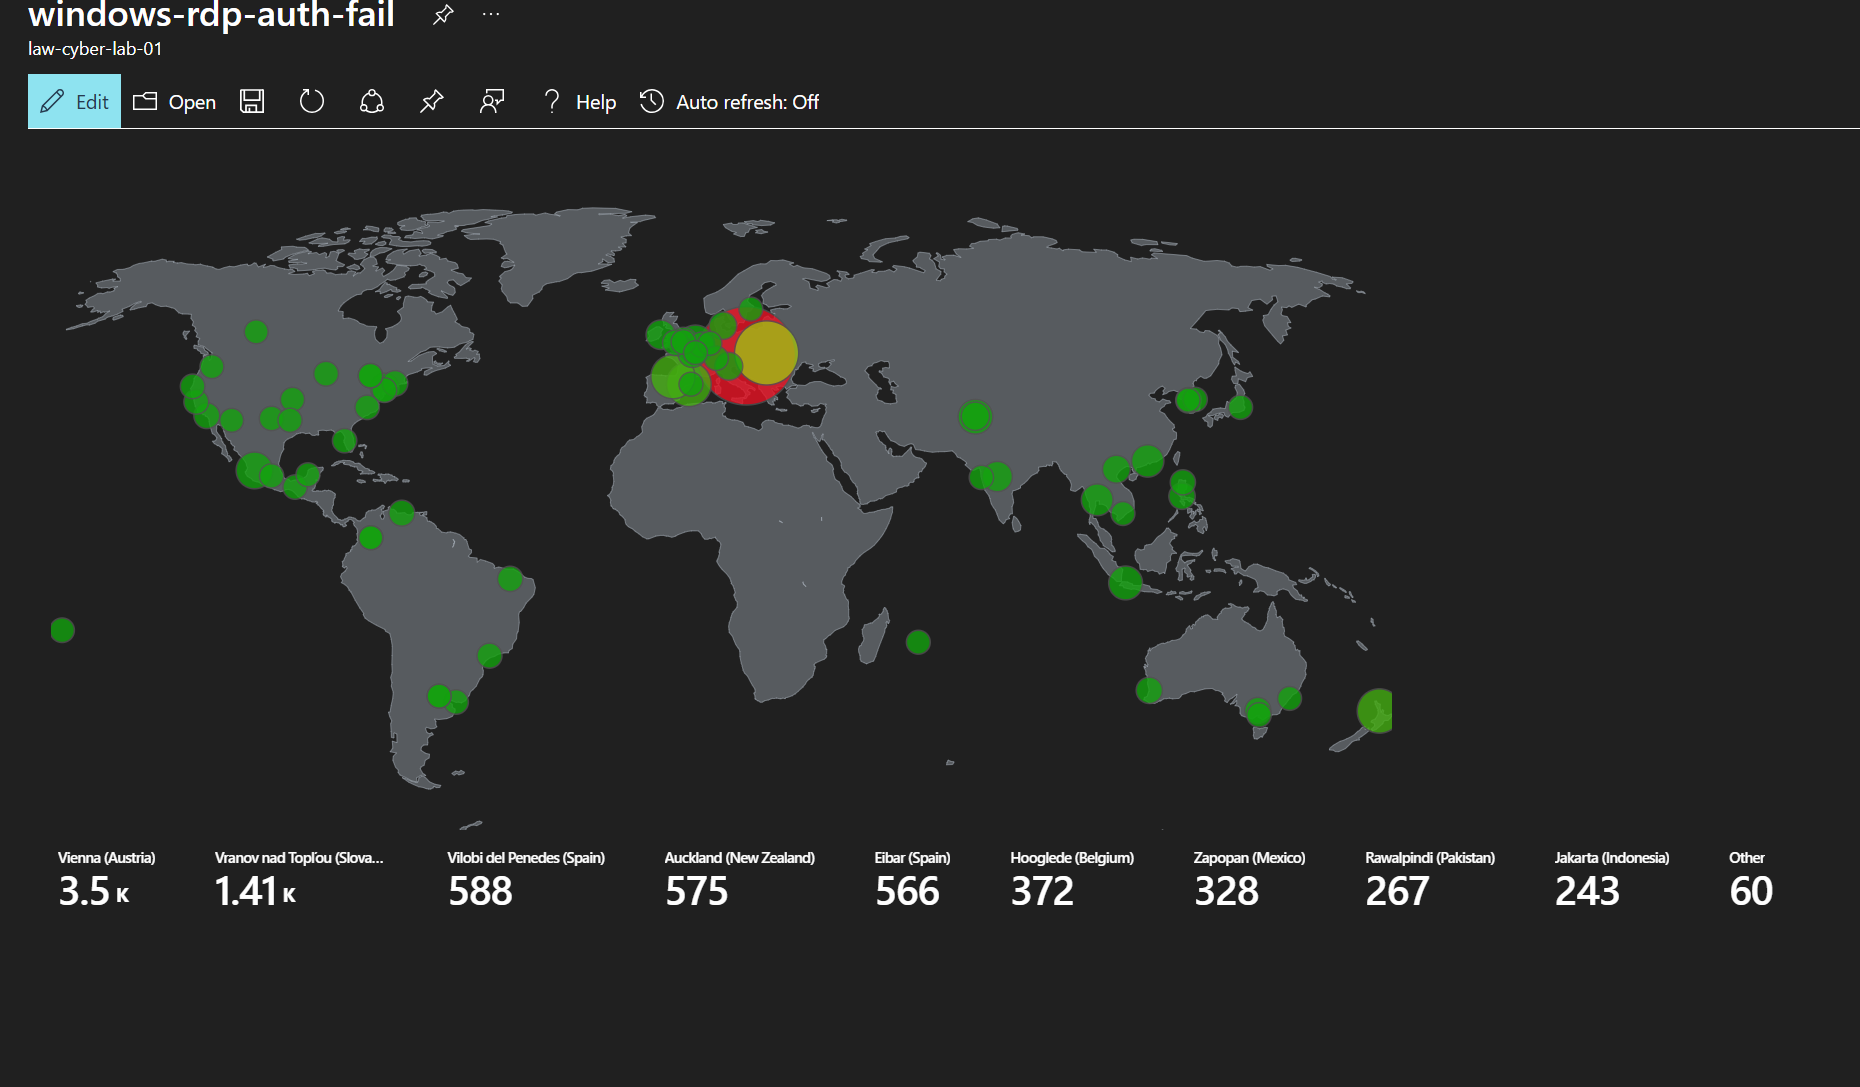 windows-rdp-auth-fail
law-cyber-lab-01
Edit Open Help Auto refresh: Off
Vienna (Austria) Vranov nad Topľou (Slova... Vilobi del Penedes (Spain) Auckland (New Zealand) Eibar (Spain) Hooglede (Belgium) Zapopan (Mexico) Rawalpindi (Pakistan) Jakarta (Indonesia) Other
3.5 K 1.41 K 588 575 566 372 328 267 243 60